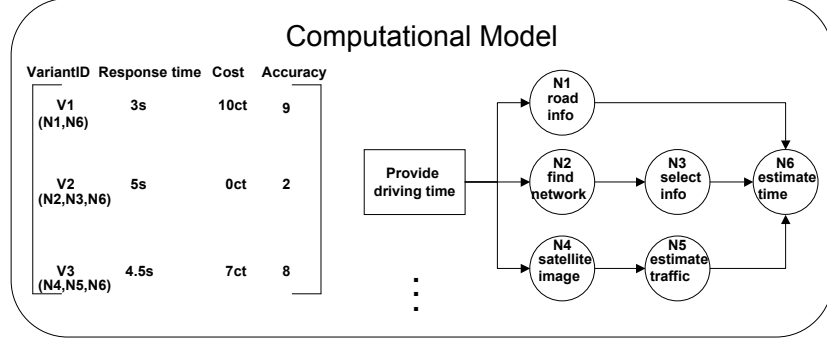 Computational Model
VariantID Response time Cost Accuracy
V1 3s 10ct 9
(N1,N6)
V2 5s 0ct 2
(N2,N3,N6)
V3 4.5s 7ct 8
(N4,N5,N6)
Provide
driving time
N1
road
info
N2
find
network
N3
select
info
N4
satellite
image
N5
estimate
traffic
N6
estimate
time